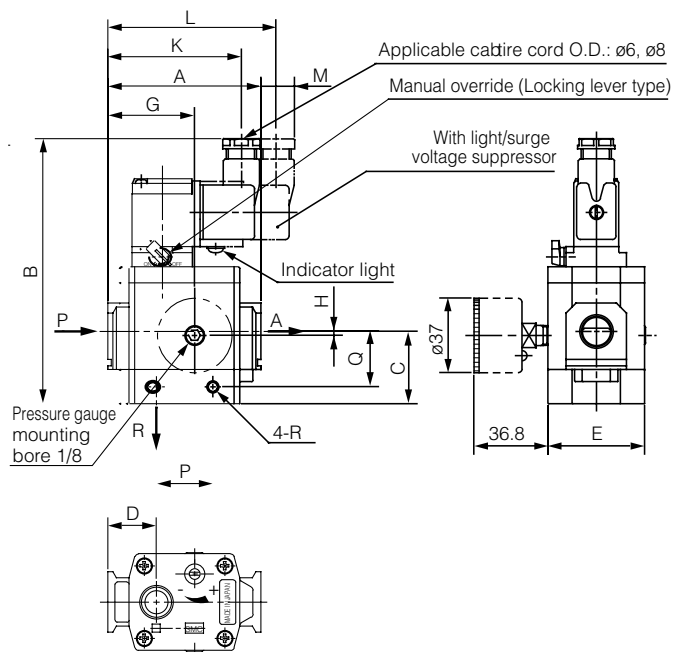 L
K
Applicable cabtire cord O.D.: ø6, ø8
A
M
Manual override (Locking lever type)
G
With light/surge
voltage suppressor
B
Indicator light
H
P
A
Q
C
ø37
Pressure gauge
mounting
bore 1/8
R
4-R
36.8
E
P
D
- +
MADE IN JAPAN
SMC